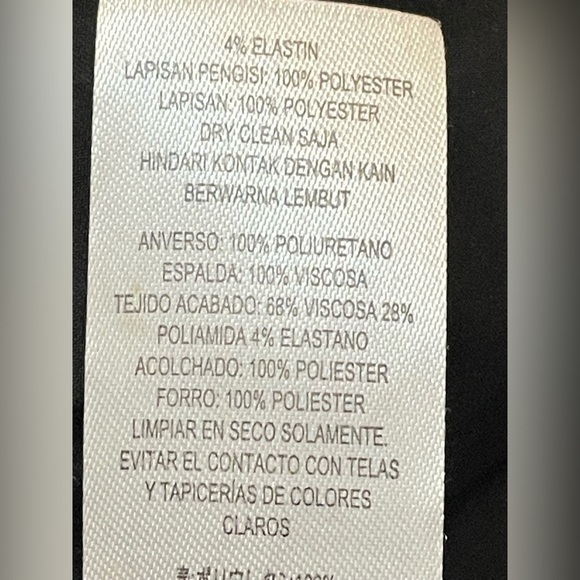 4% ELASTIN
LAPISAN PENGISI: 100% POLYESTER
LAPISAN: 100% POLYESTER
DRY CLEAN SAJA
HINDARI KONTAK DENGAN KAIN
BERWARNA LEMBUT
ANVERSO: 100% POLIURETANO
ESPALDA: 100% VISCOSA
TEJIDO ACABADO: 68% VISCOSA 28%
POLIAMIDA 4% ELASTANO
ACOLCHADO: 100% POLIESTER
FORRO: 100% POLIESTER
LIMPIAR EN SECO SOLAMENTE.
EVITAR EL CONTACTO CON TELAS
Y TAPICERÍAS DE COLORES
CLAROS